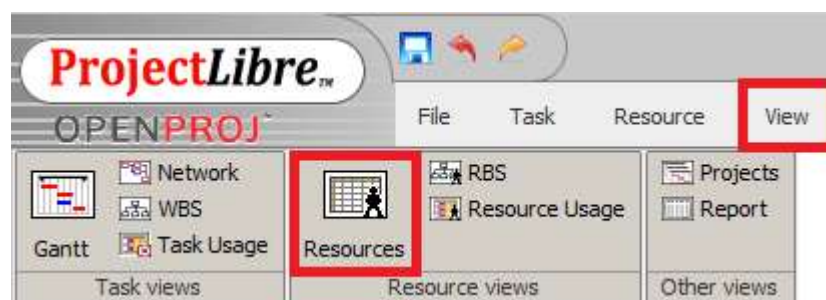 ProjectLibre™
OPENPROJ™
File Task Resource View
Gantt
Network
WBS
Task Usage
Task views
Resources
RBS
Resource Usage
Resource views
Projects
Report
Other views